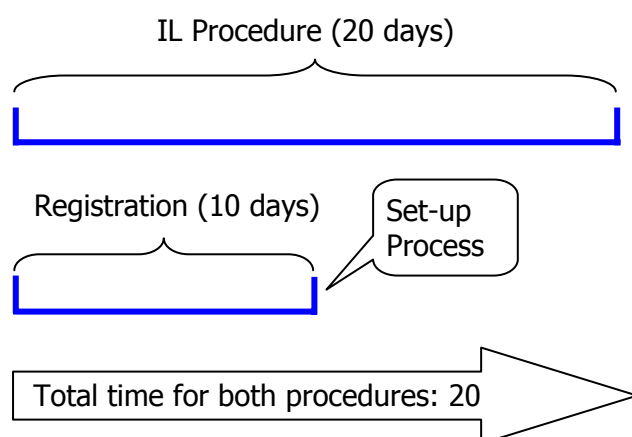 IL Procedure (20 days)
Registration (10 days)
Set-up
Process
Total time for both procedures: 20